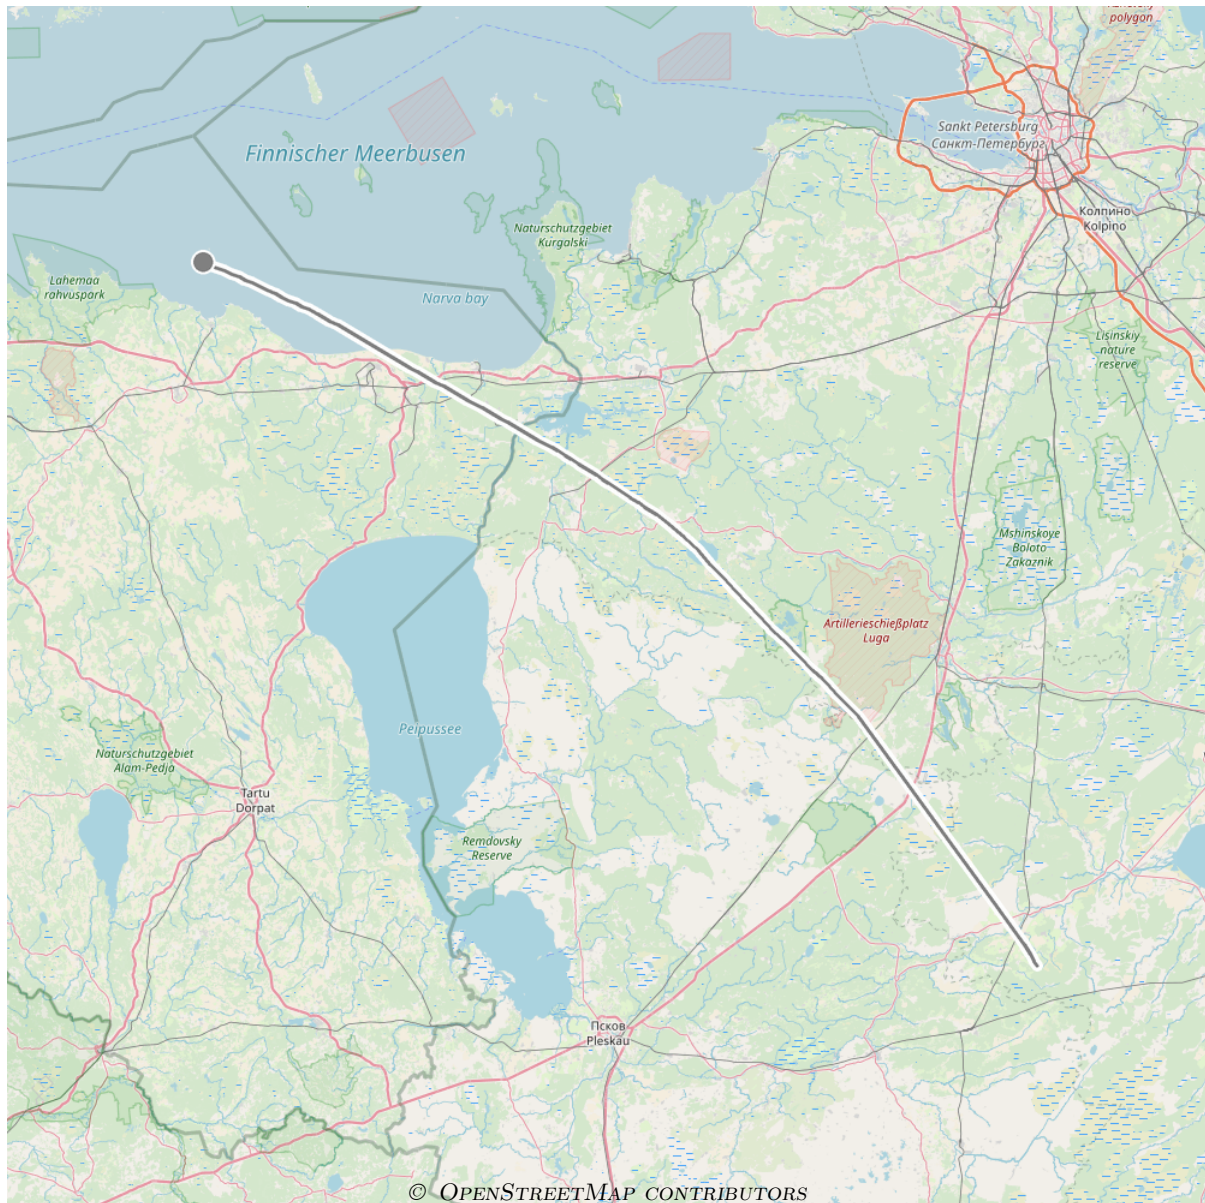 polygon
Finnischer Meerbusen
Sankt Petersburg
Санкт-Петербург
Колпино
Kolpino
Naturschutzgebiet
Kurgalski
Lahemaa
rahvuspark
Narva bay
Lisinskiy
nature
reserve
Mshinskoye
Boloto
Zakaznik
Artillerieschießplatz
Luga
Peipussee
Naturschutzgebiet
Alam-Pedja
Tartu
Dorpat
Remdovsky
Reserve
Псков
Pleskau
© OPENSTREETMAP CONTRIBUTORS